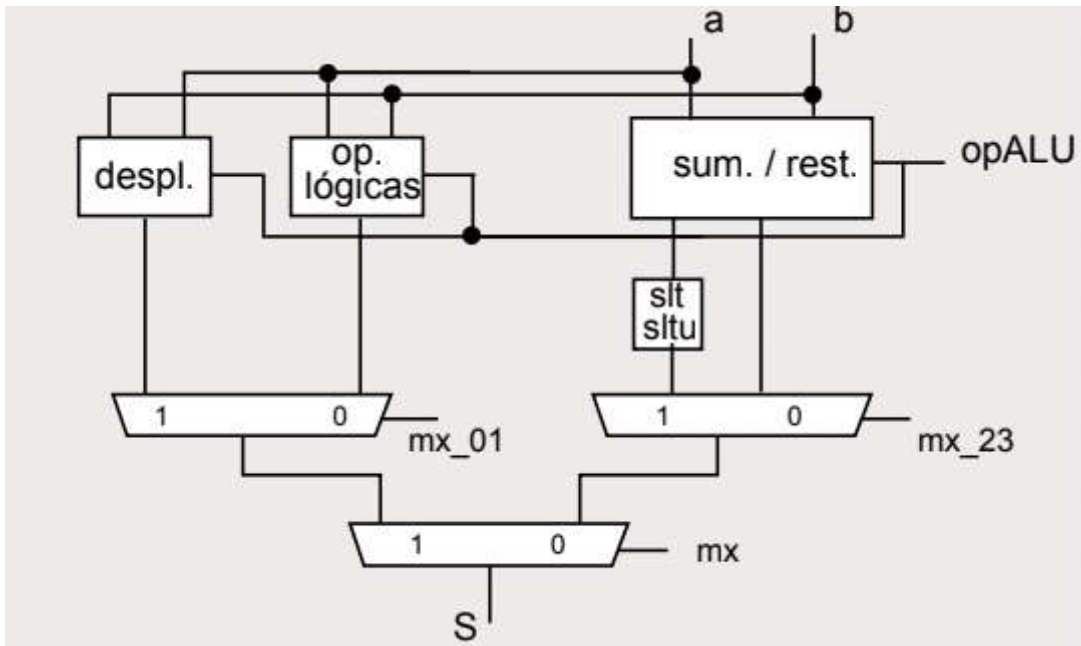 a
b
despl.
op.
lógicas
sum. / rest.
opALU
slt
sltu
1
0
mx_01
1
0
mx_23
1
0
mx
S